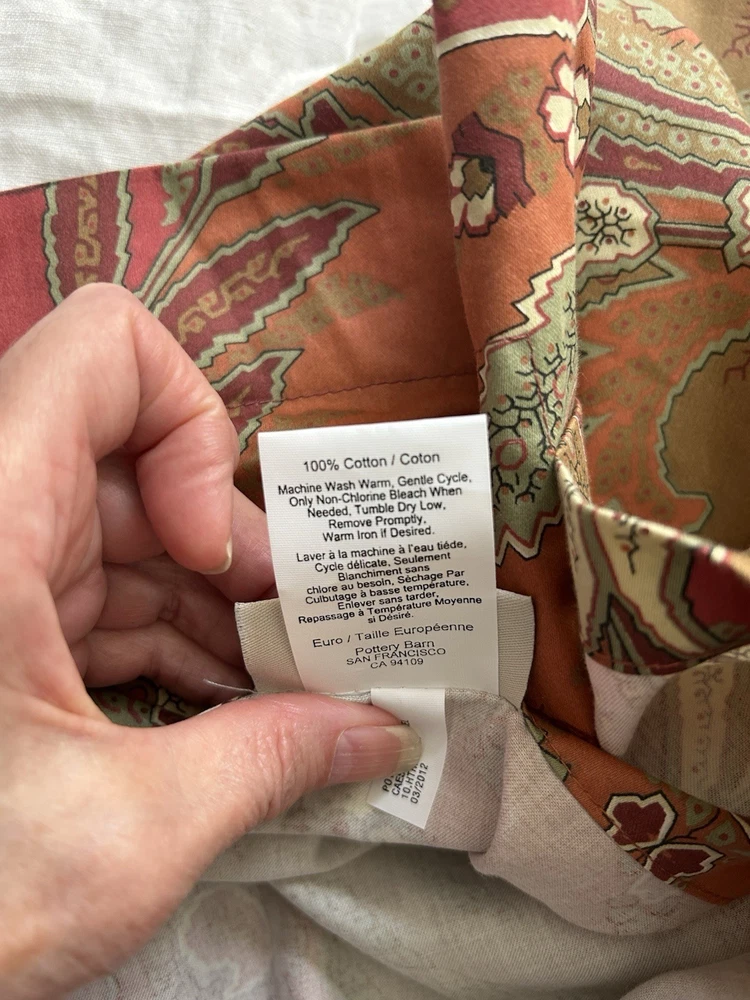 100% Cotton / Coton
Machine Wash Warm, Gentle Cycle,
Only Non-Chlorine Bleach When
Needed, Tumble Dry Low,
Remove Promptly,
Warm Iron if Desired.
Laver à la machine à l'eau tiéde,
Cycle délicate, Seulement
Blanchiment sans
chlore au besoin, Séchage Par
Culbutage à basse température,
Enlever sans tarder,
Repassage à Température Moyenne
si Désiré.
Euro / Taille Européenne
Pottery Barn
SAN FRANCISCO
CA 94109
03/2012